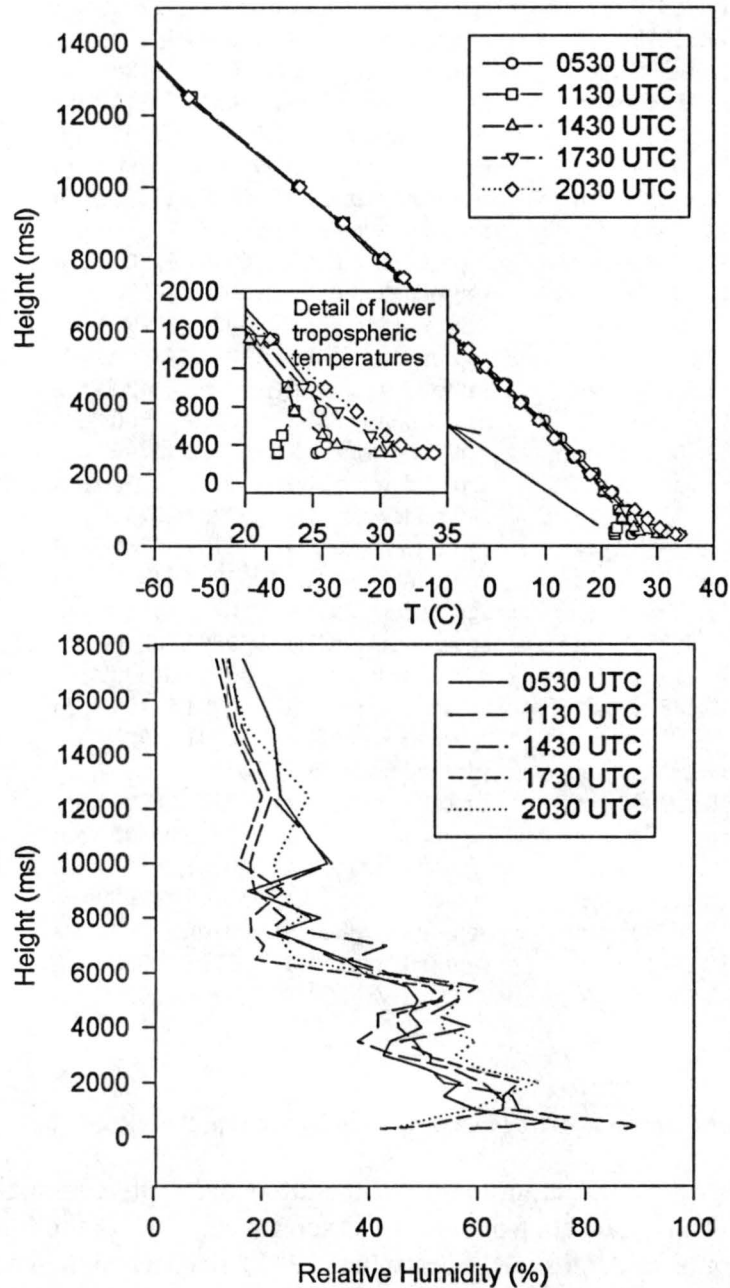 14000
12000
10000
8000
6000
4000
2000
0
Height (msl)
0530 UTC
1130 UTC
1430 UTC
1730 UTC
2030 UTC
2000
1600
1200
800
400
0
Detail of lower
tropospheric
temperatures
20 25 30 35
-60 -50 -40 -30 -20 -10 0 10 20 30 40
T (C)
18000
16000
14000
12000
10000
8000
6000
4000
2000
0
Height (msl)
0530 UTC
1130 UTC
1430 UTC
1730 UTC
2030 UTC
0 20 40 60 80 100
Relative Humidity (%)